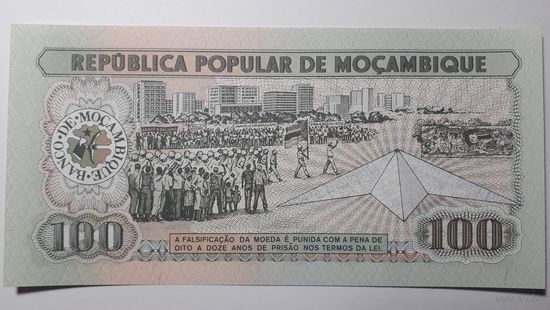 REPÚBLICA POPULAR DE MOÇAMBIQUE
BANCO·DE·MOÇAMBIQUE
100
100
A FALSIFICAÇÃO DA MOEDA É PUNIDA COM A PENA DE
OITO A DOZE ANOS DE PRISÃO NOS TERMOS DA LEI.